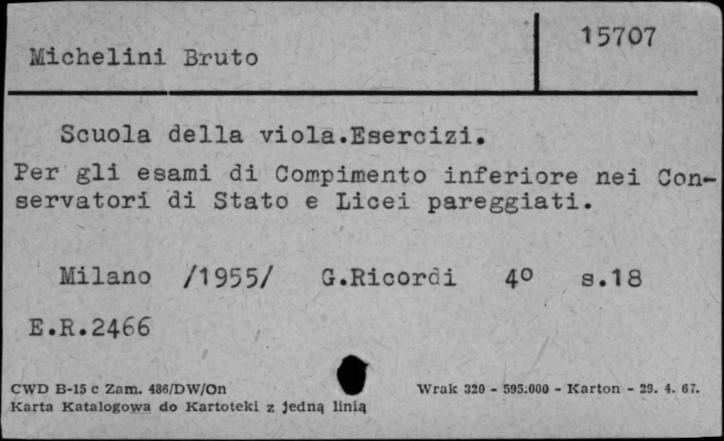 15707
Michelini Bruto
Scuola della viola.Esercizi.
Per gli esami di Compimento inferiore nei Con-
servatori di Stato e Licei pareggiati.
Milano /1955/ G.Ricordi 4º s.18
E.R.2466
CWD B-15 c Zam. 486/DW/On Wrak 320 - 595.000 - Karton - 29. 4. 67.
Karta Katalogowa do Kartoteki z jedną linią